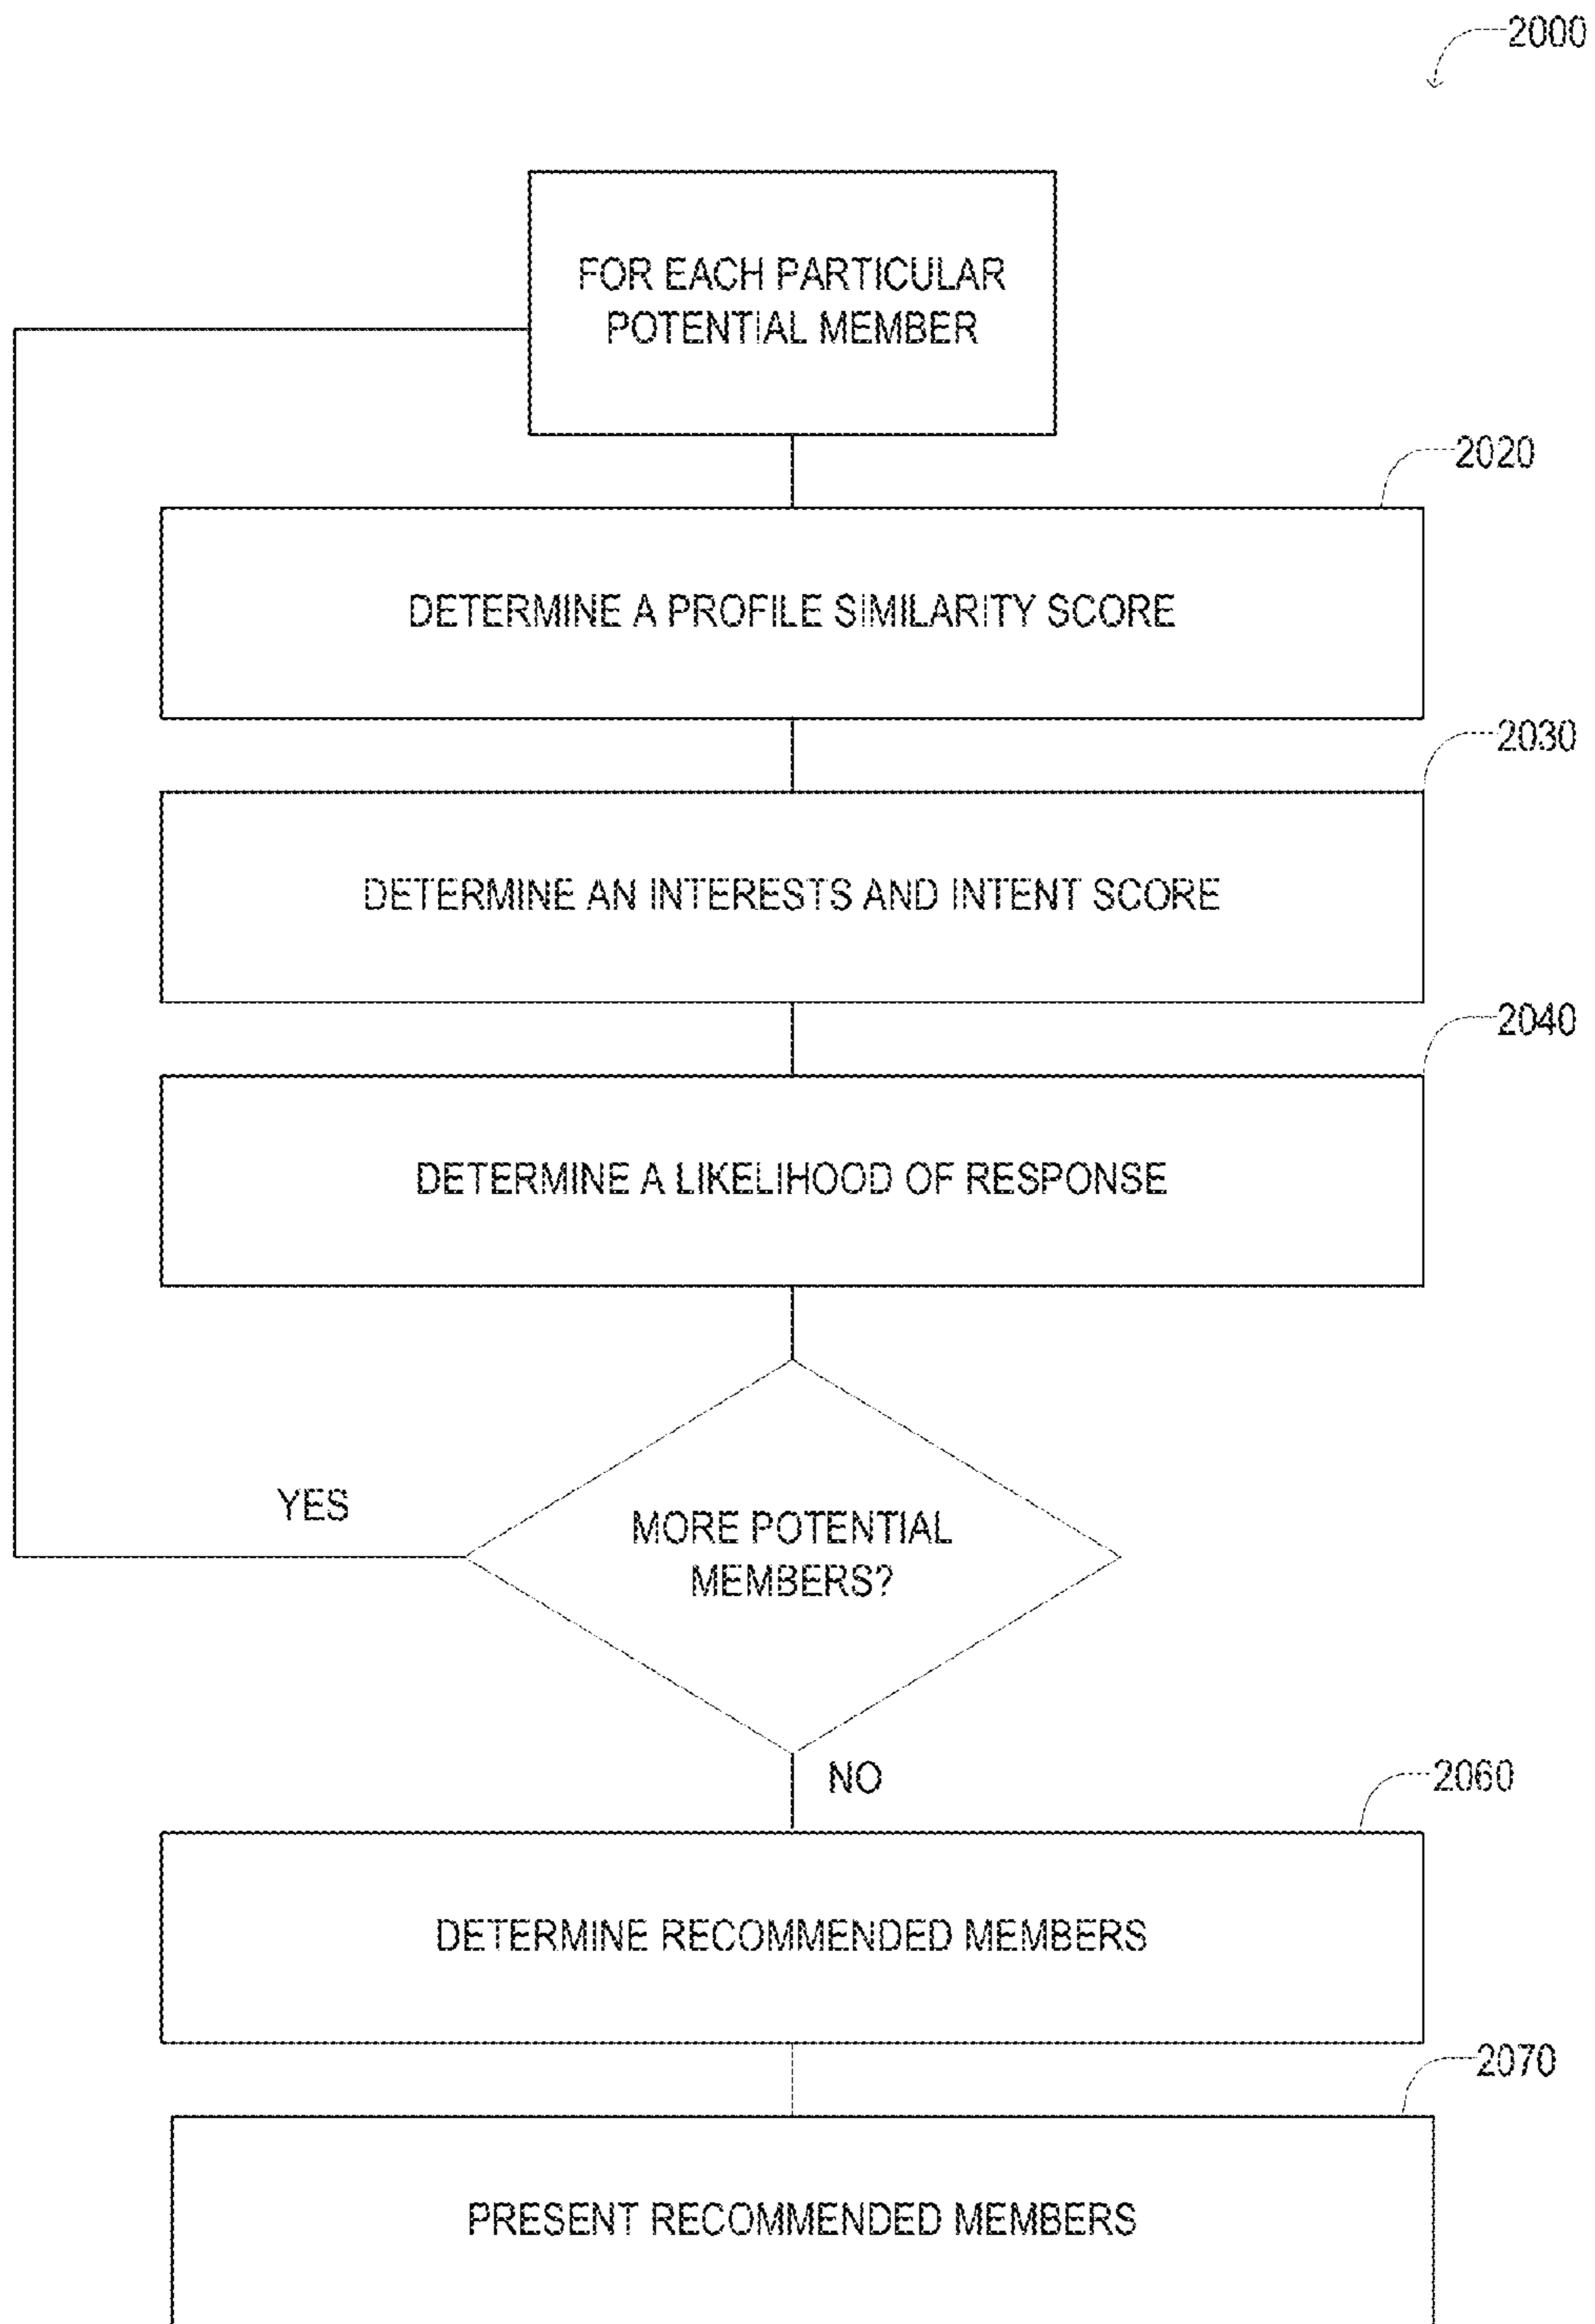 2000
FOR EACH PARTICULAR
POTENTIAL MEMBER
2020
DETERMINE A PROFILE SIMILARITY SCORE
2030
DETERMINE AN INTERESTS AND INTENT SCORE
2040
DETERMINE A LIKELIHOOD OF RESPONSE
YES
MORE POTENTIAL
MEMBERS?
NO
2060
DETERMINE RECOMMENDED MEMBERS
2070
PRESENT RECOMMENDED MEMBERS